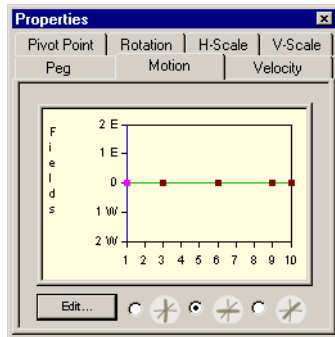 Properties
Pivot Point Rotation H-Scale V-Scale
Peg Motion Velocity
Fields
2 E
1 E
0
1 W
2 W
1 2 3 4 5 6 7 8 9 10
Edit...